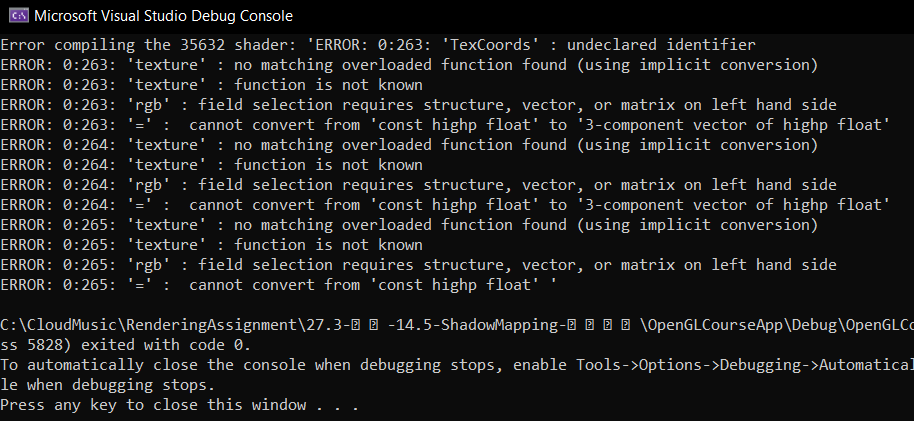 Microsoft Visual Studio Debug Console
Error compiling the 35632 shader: 'ERROR: 0:263: 'TexCoords' : undeclared identifier
ERROR: 0:263: 'texture' : no matching overloaded function found (using implicit conversion)
ERROR: 0:263: 'texture' : function is not known
ERROR: 0:263: 'rgb' : field selection requires structure, vector, or matrix on left hand side
ERROR: 0:263: '=' :  cannot convert from 'const highp float' to '3-component vector of highp float'
ERROR: 0:264: 'texture' : no matching overloaded function found (using implicit conversion)
ERROR: 0:264: 'texture' : function is not known
ERROR: 0:264: 'rgb' : field selection requires structure, vector, or matrix on left hand side
ERROR: 0:264: '=' :  cannot convert from 'const highp float' to '3-component vector of highp float'
ERROR: 0:265: 'texture' : no matching overloaded function found (using implicit conversion)
ERROR: 0:265: 'texture' : function is not known
ERROR: 0:265: 'rgb' : field selection requires structure, vector, or matrix on left hand side
ERROR: 0:265: '=' :  cannot convert from 'const highp float' '
C:\CloudMusic\RenderingAssignment\27.3- -14.5-ShadowMapping- \OpenGLCourseApp\Debug\OpenGLCo
ss 5828) exited with code 0.
To automatically close the console when debugging stops, enable Tools->Options->Debugging->Automatical
le when debugging stops.
Press any key to close this window . . .